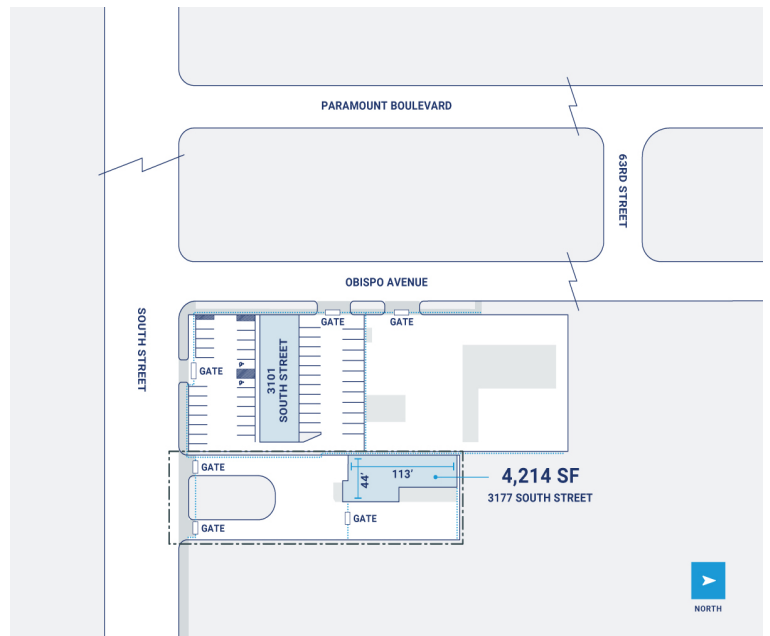 PARAMOUNT BOULEVARD
63RD STREET
OBISPO AVENUE
SOUTH STREET
GATE
GATE
GATE
3101
SOUTH STREET
GATE
GATE
GATE
113'
44'
4,214 SF
3177 SOUTH STREET
NORTH